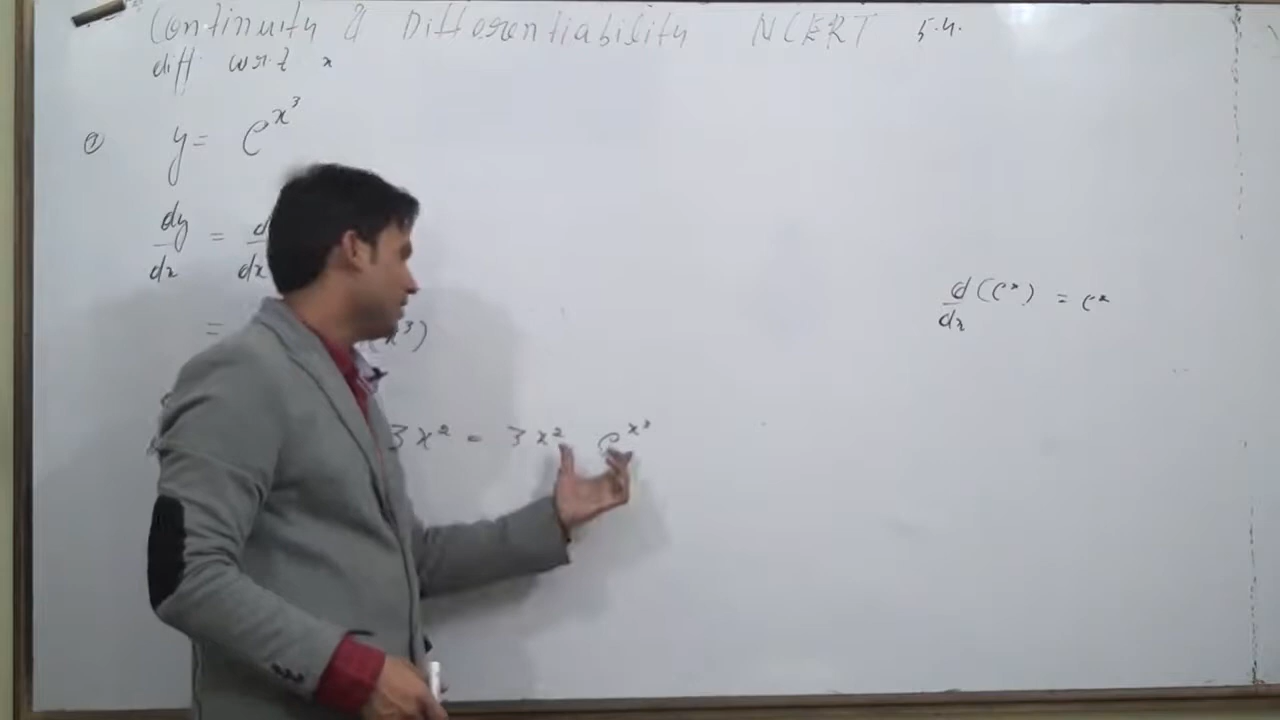 Continuity & Differentiability NCERT 5.4.
diff. w.r.t x
① y = e^x³
dy/dx = d/dx
d/dx (e^x) = e^x
= x³)
3x² = 3x² e^x³